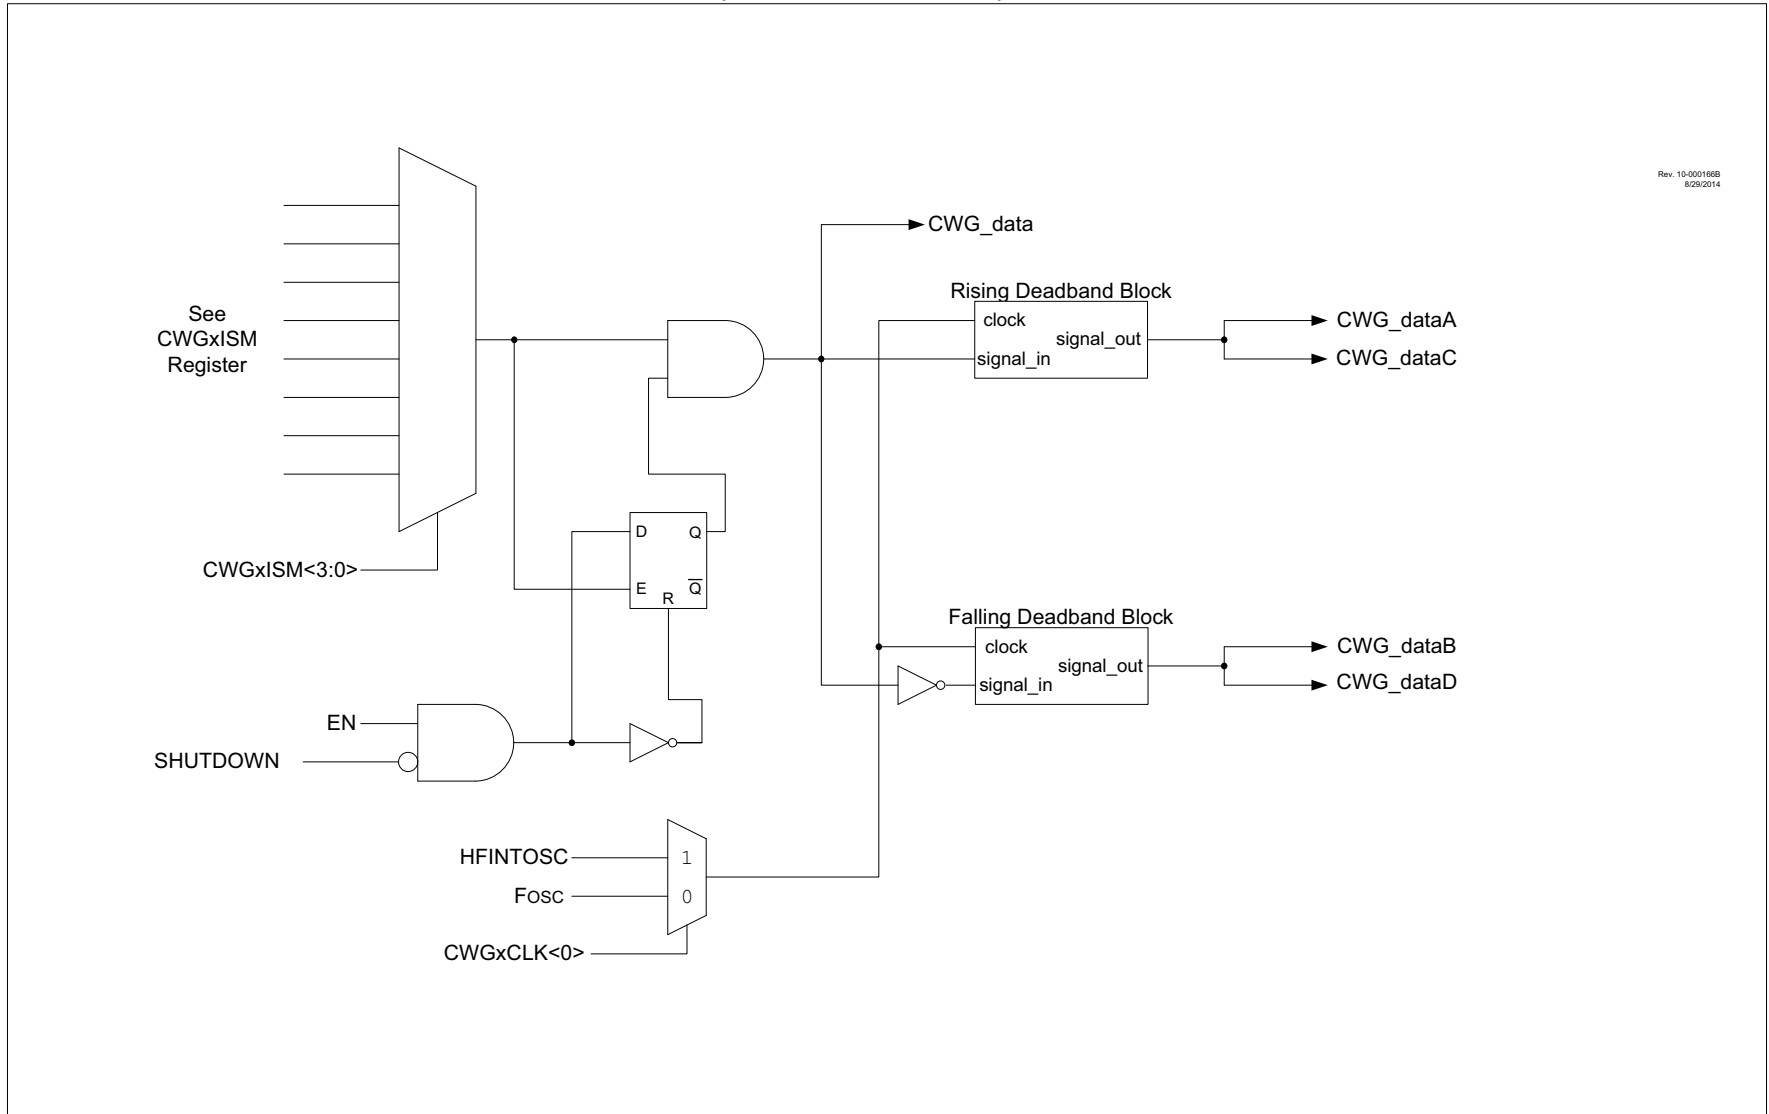 Rev. 10-000166B
8/29/2014
CWG_data
Rising Deadband Block
clock
signal_out
signal_in
CWG_dataA
CWG_dataC
See
CWGxISM
Register
D
Q
E
Q̅
R
CWGxISM<3:0>
Falling Deadband Block
clock
signal_out
signal_in
CWG_dataB
CWG_dataD
EN
SHUTDOWN
HFINTOSC
1
FOSC
0
CWGxCLK<0>